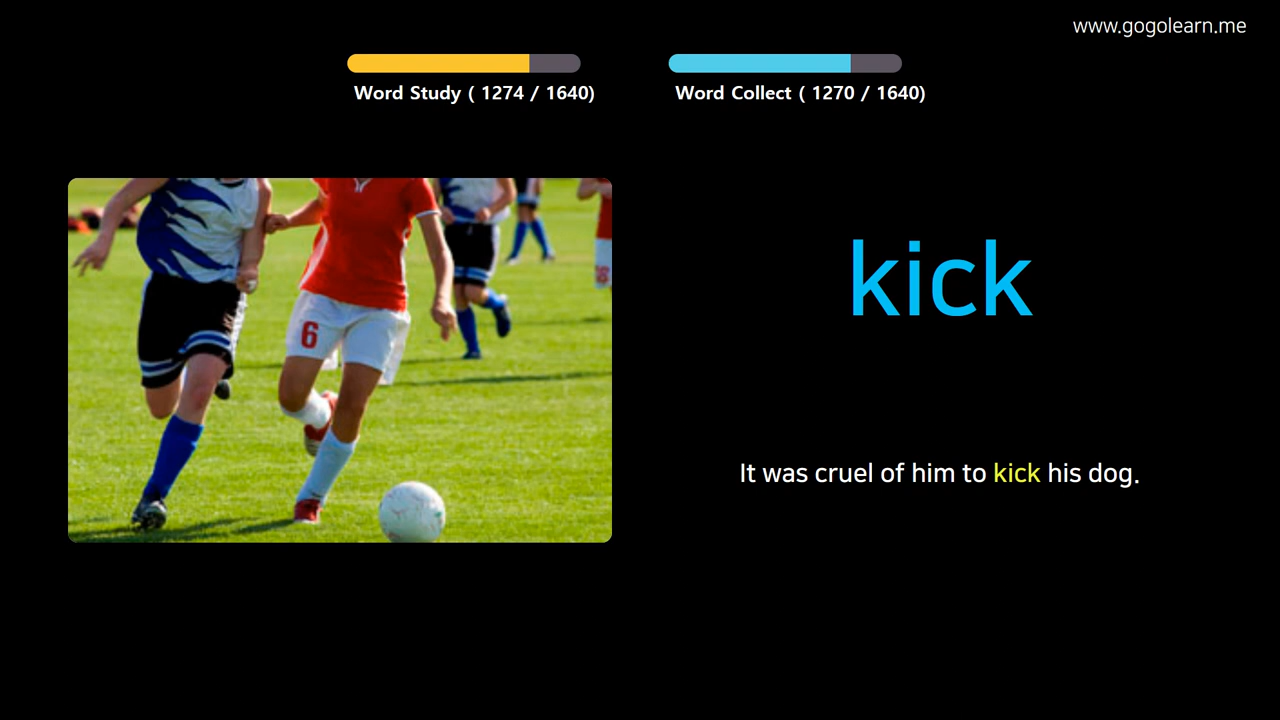 www.gogolearn.me
Word Study ( 1274 / 1640)
Word Collect ( 1270 / 1640)
6
kick
It was cruel of him to kick his dog.